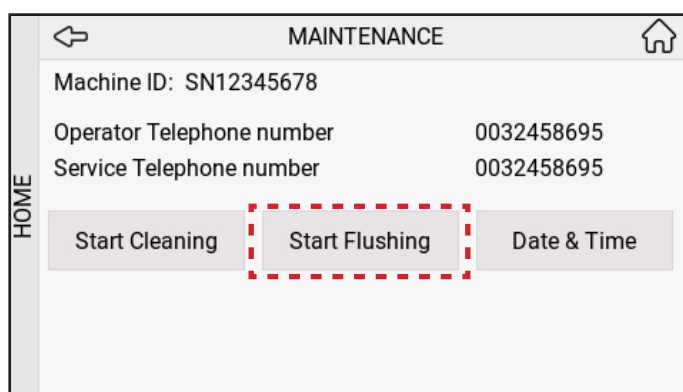 MAINTENANCE
Machine ID: SN12345678
Operator Telephone number 0032458695
Service Telephone number 0032458695
HOME
Start Cleaning Start Flushing Date & Time